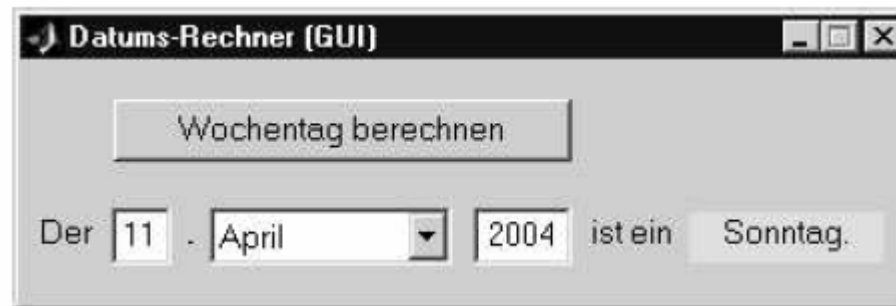 Datums-Rechner (GUI)
Wochentag berechnen
Der 11 . April 2004 ist ein Sonntag.